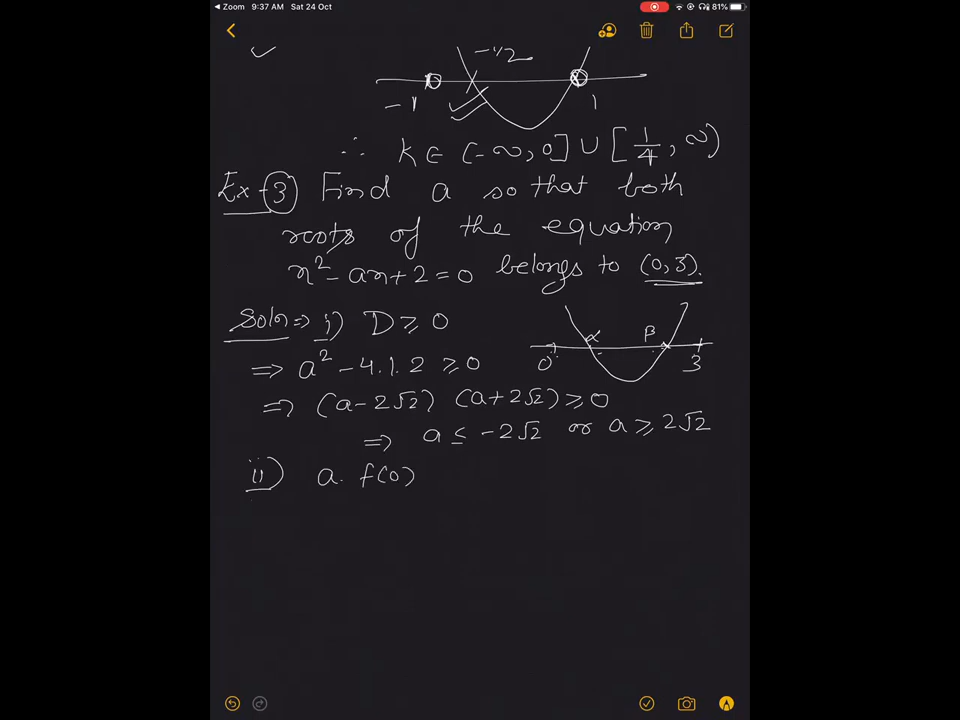 Zoom 9:37 AM Sat 24 Oct 81%
-1/2
-1 1
∴ K ∈ (-∞, 0] ∪ [1/4, ∞)
Ex-3) Find a so that both
roots of the equation
x² - ax + 2 = 0 belongs to (0, 3).
Soln ⇒ i) D ≥ 0
α β
0 3
⇒ a² - 4.1.2 ≥ 0
⇒ (a - 2√2) (a + 2√2) ≥ 0
⇒ a ≤ -2√2 or a ≥ 2√2
ii) a. f(0)